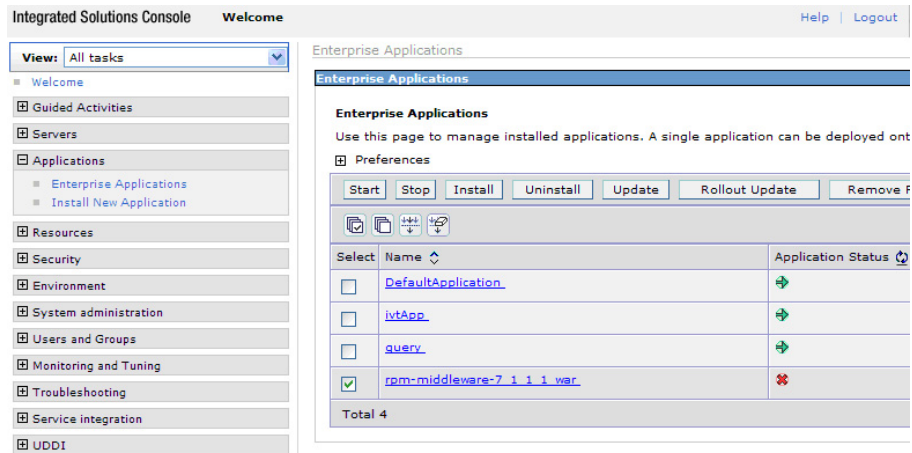 Integrated Solutions Console Welcome Help | Logout
View: All tasks
Welcome
Guided Activities
Servers
Applications
Enterprise Applications
Install New Application
Resources
Security
Environment
System administration
Users and Groups
Monitoring and Tuning
Troubleshooting
Service integration
UDDI
Enterprise Applications
Enterprise Applications
Enterprise Applications
Use this page to manage installed applications. A single application can be deployed ont
Preferences
Start Stop Install Uninstall Update Rollout Update Remove F
Select Name Application Status
DefaultApplication
ivtApp
query
rpm-middleware-7_1_1_1_war
Total 4